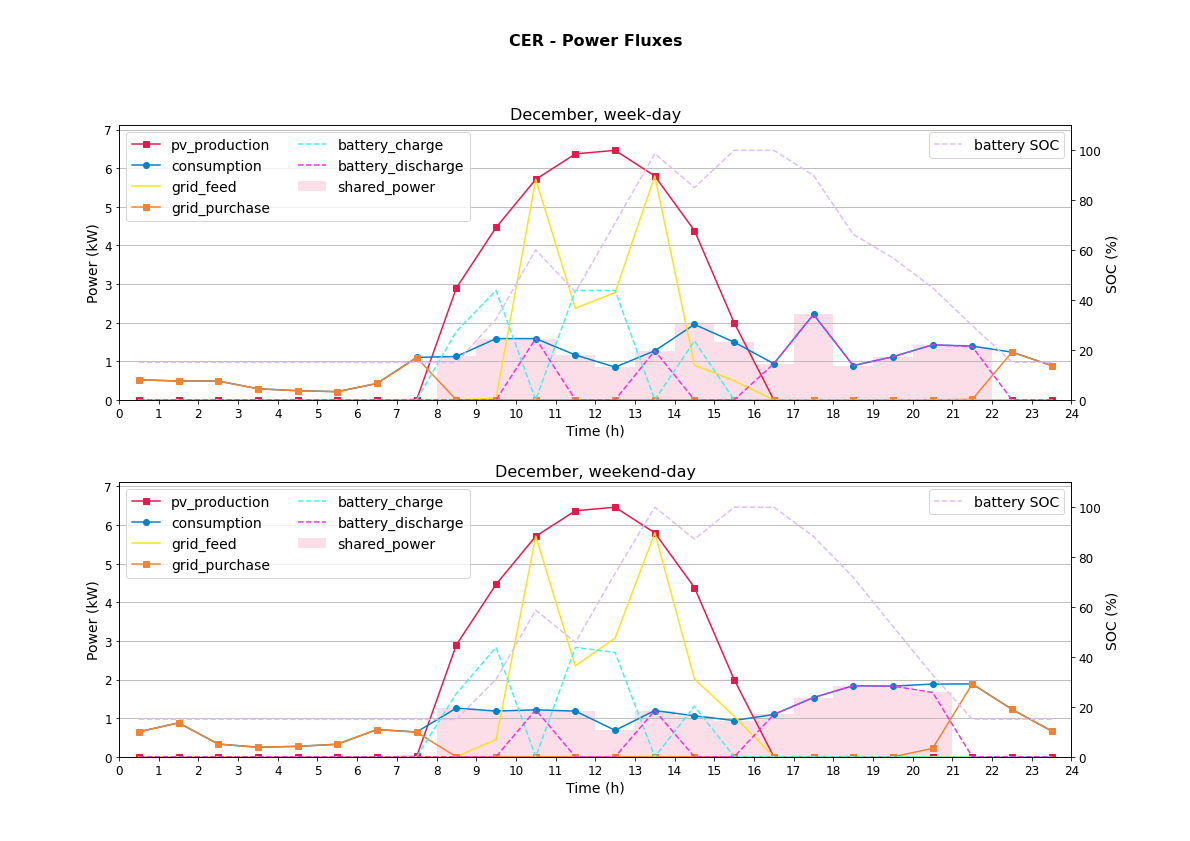 CER - Power Fluxes
December, week-day
pv_production
consumption
grid_feed
grid_purchase
battery_charge
battery_discharge
shared_power
battery SOC
7
6
5
4
3
2
1
0
Power (kW)
100
80
60
40
20
0
SOC (%)
0 1 2 3 4 5 6 7 8 9 10 11 12 13 14 15 16 17 18 19 20 21 22 23 24
Time (h)
December, weekend-day
pv_production
consumption
grid_feed
grid_purchase
battery_charge
battery_discharge
shared_power
battery SOC
7
6
5
4
3
2
1
0
Power (kW)
100
80
60
40
20
0
SOC (%)
0 1 2 3 4 5 6 7 8 9 10 11 12 13 14 15 16 17 18 19 20 21 22 23 24
Time (h)